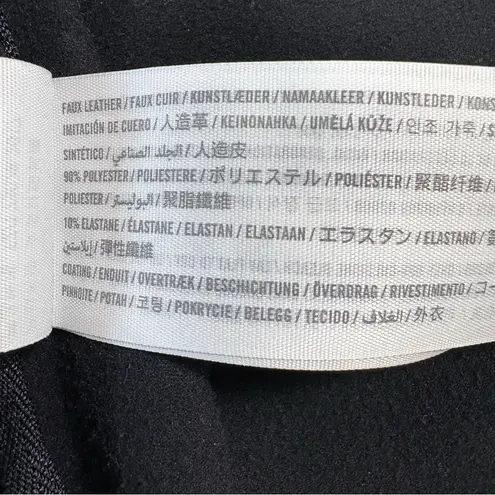 FAUX LEATHER / FAUX CUIR / KUNSTLÆDER / NAMAAKLEER / KUNSTLEDER /
IMITACIÓN DE CUERO / 人造革 / KEINONAHKA / UMĚLÁ KŮŽE / 인조 가죽 /
SINTÉTICO / الجلد الصناعي / 人造皮
90% POLYESTER / POLIESTERE / ポリエステル / POLIÉSTER / 聚酯纤维 /
POLIESTER / البوليستر / 聚脂纖維
10% ELASTANE / ÉLASTANE / ELASTAN / ELASTAAN / エラスタン / ELASTANO /
إيلاستين / 彈性纖維
COATING / ENDUIT / OVERTRÆK / BESCHICHTUNG / ÖVERDRAG / RIVESTIMENTO /
PINNOITE / POTAH / 코팅 / POKRYCIE / BELEGG / TECIDO / الغلاف / 外衣